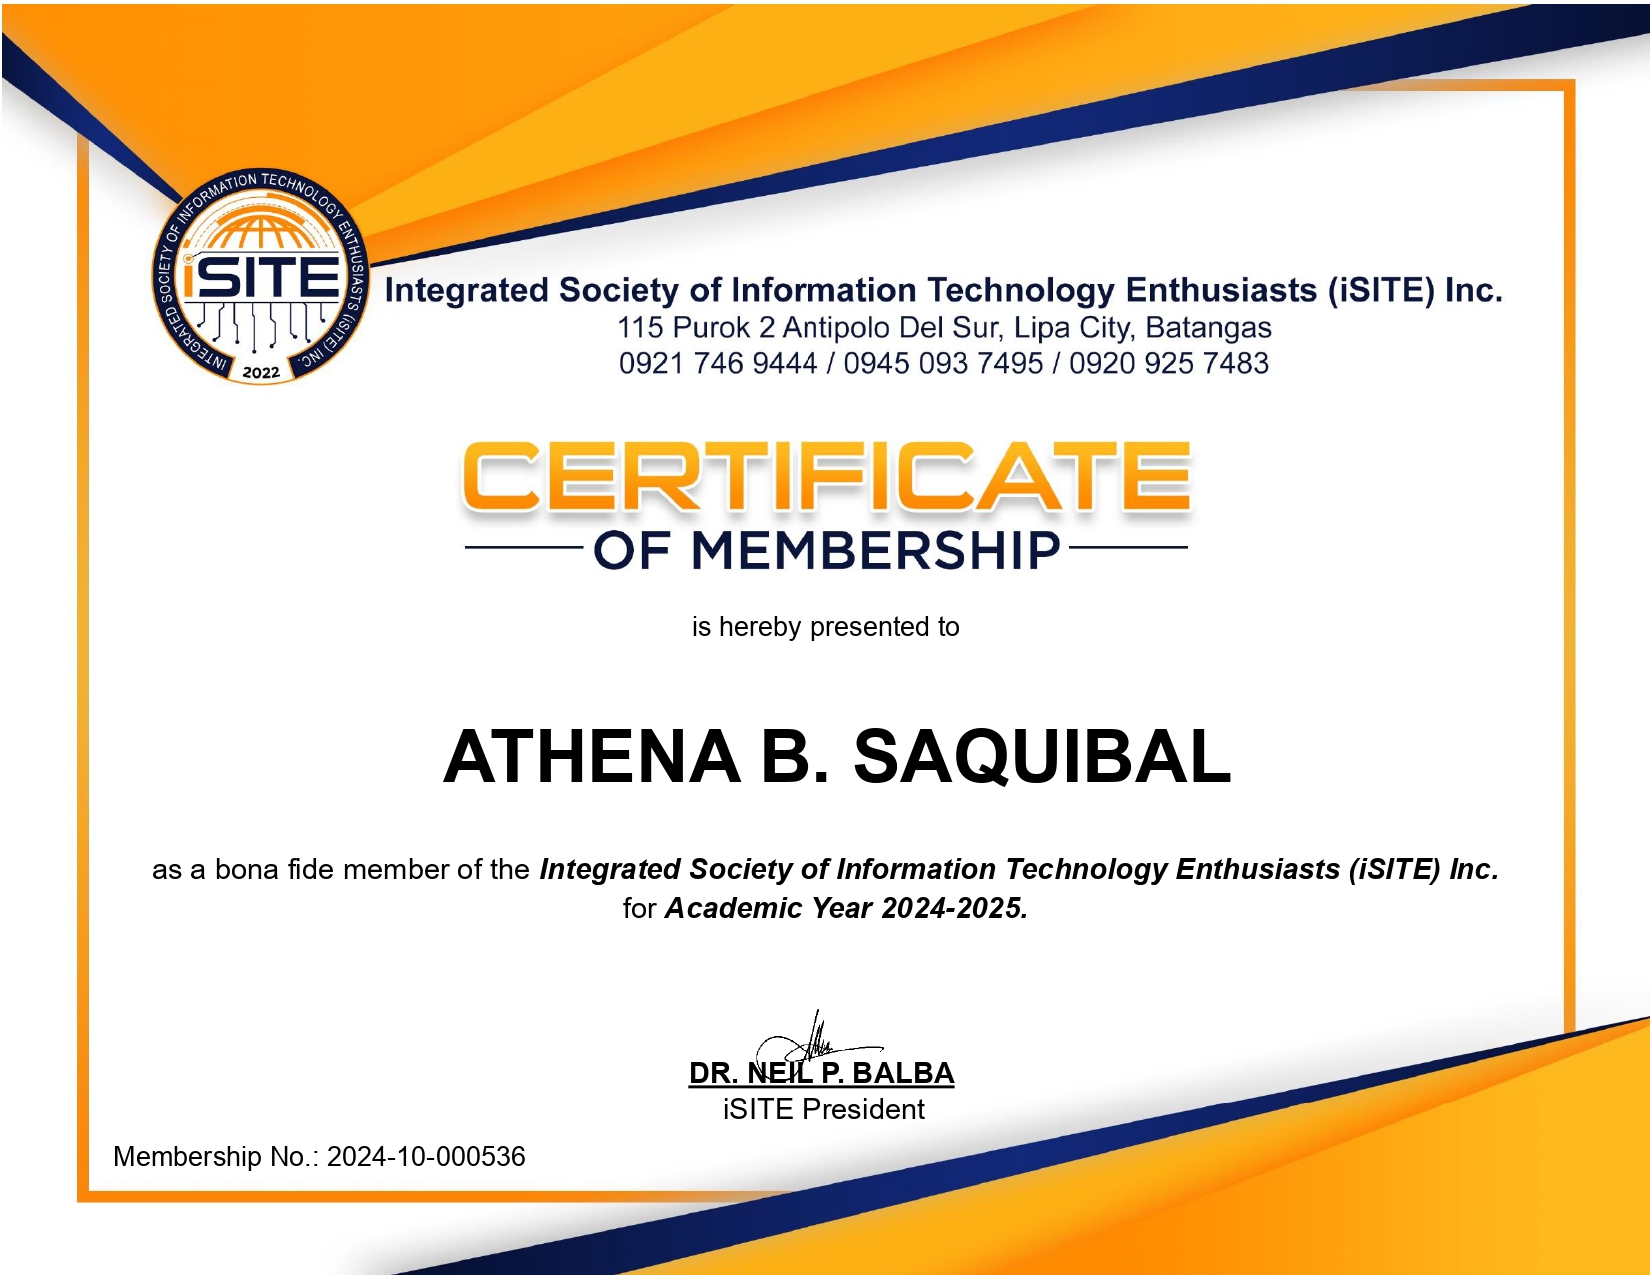 INTEGRATED SOCIETY OF INFORMATION TECHNOLOGY ENTHUSIASTS (iSITE) INC.
iSITE
2022
Integrated Society of Information Technology Enthusiasts (iSITE) Inc.
115 Purok 2 Antipolo Del Sur, Lipa City, Batangas
0921 746 9444 / 0945 093 7495 / 0920 925 7483
CERTIFICATE
OF MEMBERSHIP
is hereby presented to
ATHENA B. SAQUIBAL
as a bona fide member of the Integrated Society of Information Technology Enthusiasts (iSITE) Inc.
for Academic Year 2024-2025.
DR. NEIL P. BALBA
iSITE President
Membership No.: 2024-10-000536